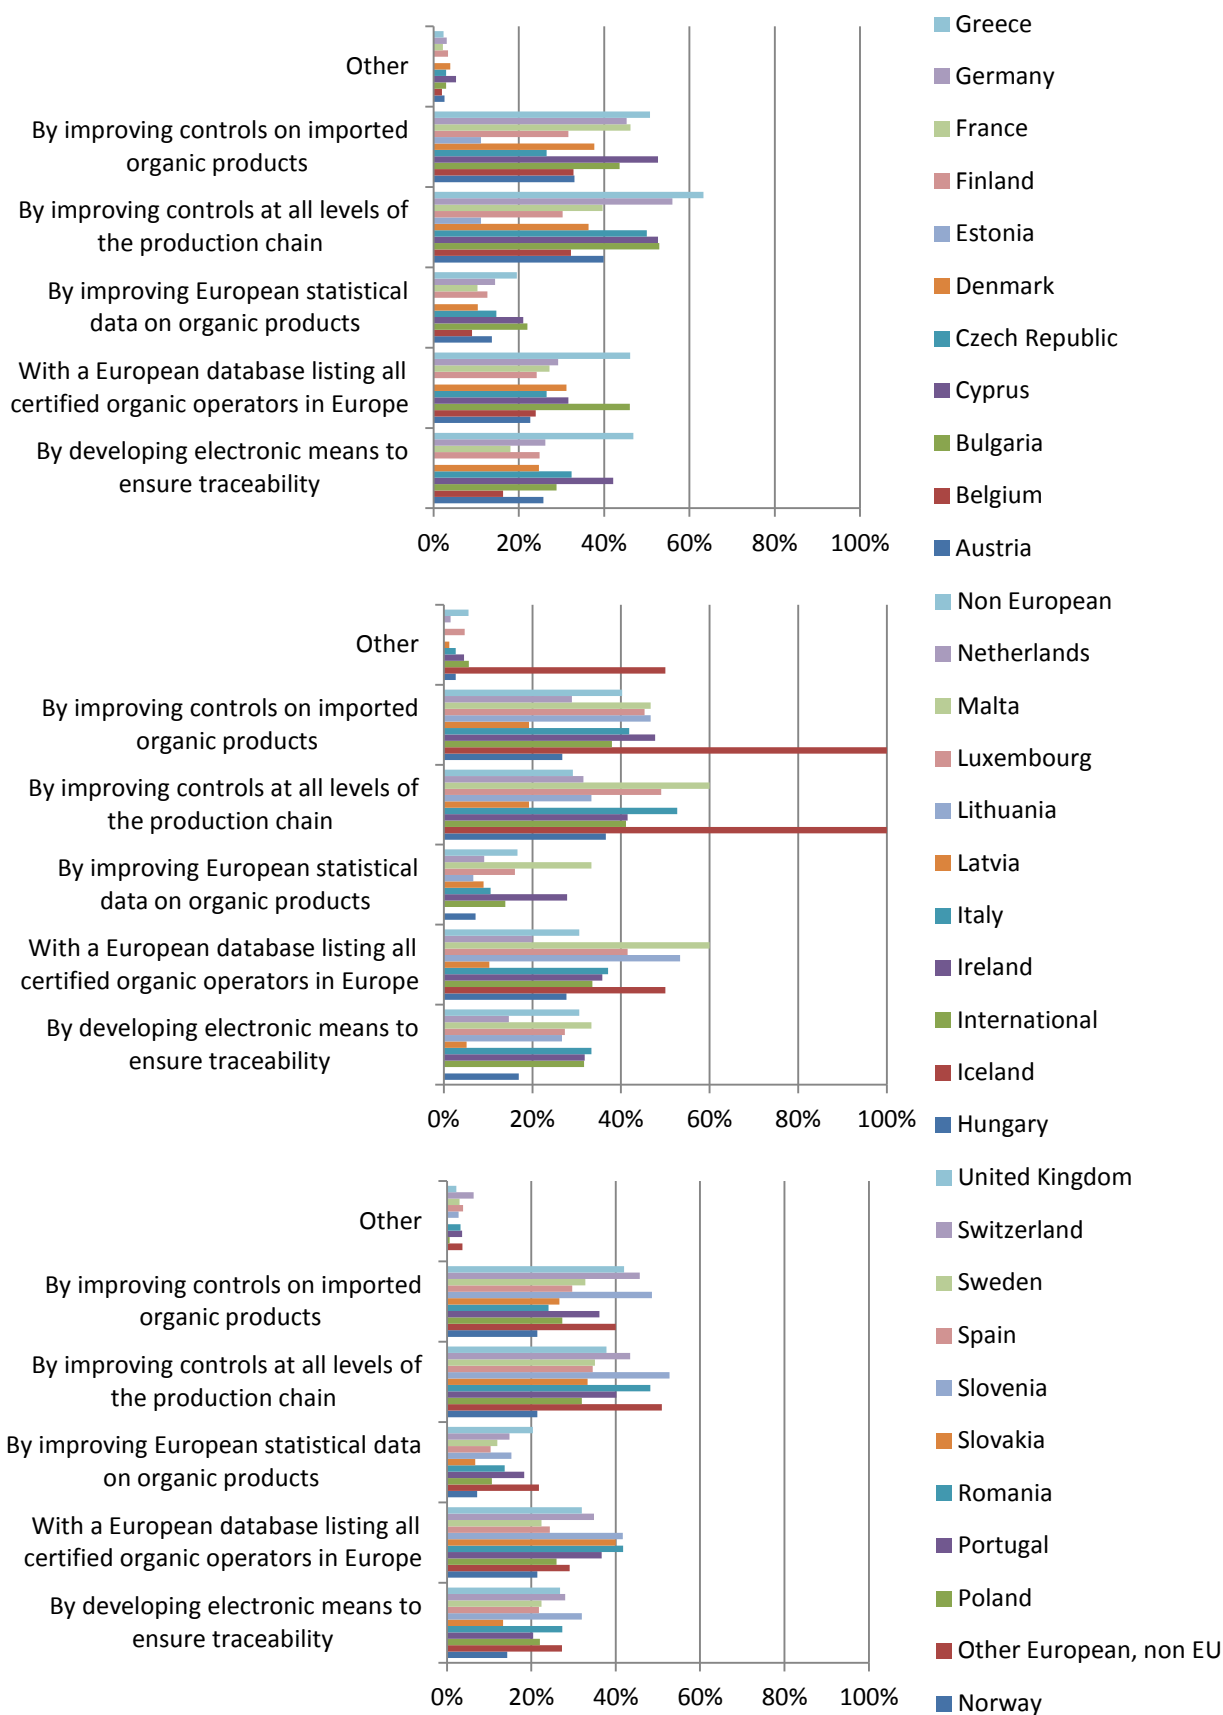 Other
By improving controls on imported
organic products
By improving controls at all levels of
the production chain
By improving European statistical
data on organic products
With a European database listing all
certified organic operators in Europe
By developing electronic means to
ensure traceability
0% 20% 40% 60% 80% 100%
Other
By improving controls on imported
organic products
By improving controls at all levels of
the production chain
By improving European statistical
data on organic products
With a European database listing all
certified organic operators in Europe
By developing electronic means to
ensure traceability
0% 20% 40% 60% 80% 100%
Other
By improving controls on imported
organic products
By improving controls at all levels of
the production chain
By improving European statistical data
on organic products
With a European database listing all
certified organic operators in Europe
By developing electronic means to
ensure traceability
0% 20% 40% 60% 80% 100%
Greece
Germany
France
Finland
Estonia
Denmark
Czech Republic
Cyprus
Bulgaria
Belgium
Austria
Non European
Netherlands
Malta
Luxembourg
Lithuania
Latvia
Italy
Ireland
International
Iceland
Hungary
United Kingdom
Switzerland
Sweden
Spain
Slovenia
Slovakia
Romania
Portugal
Poland
Other European, non EU
Norway